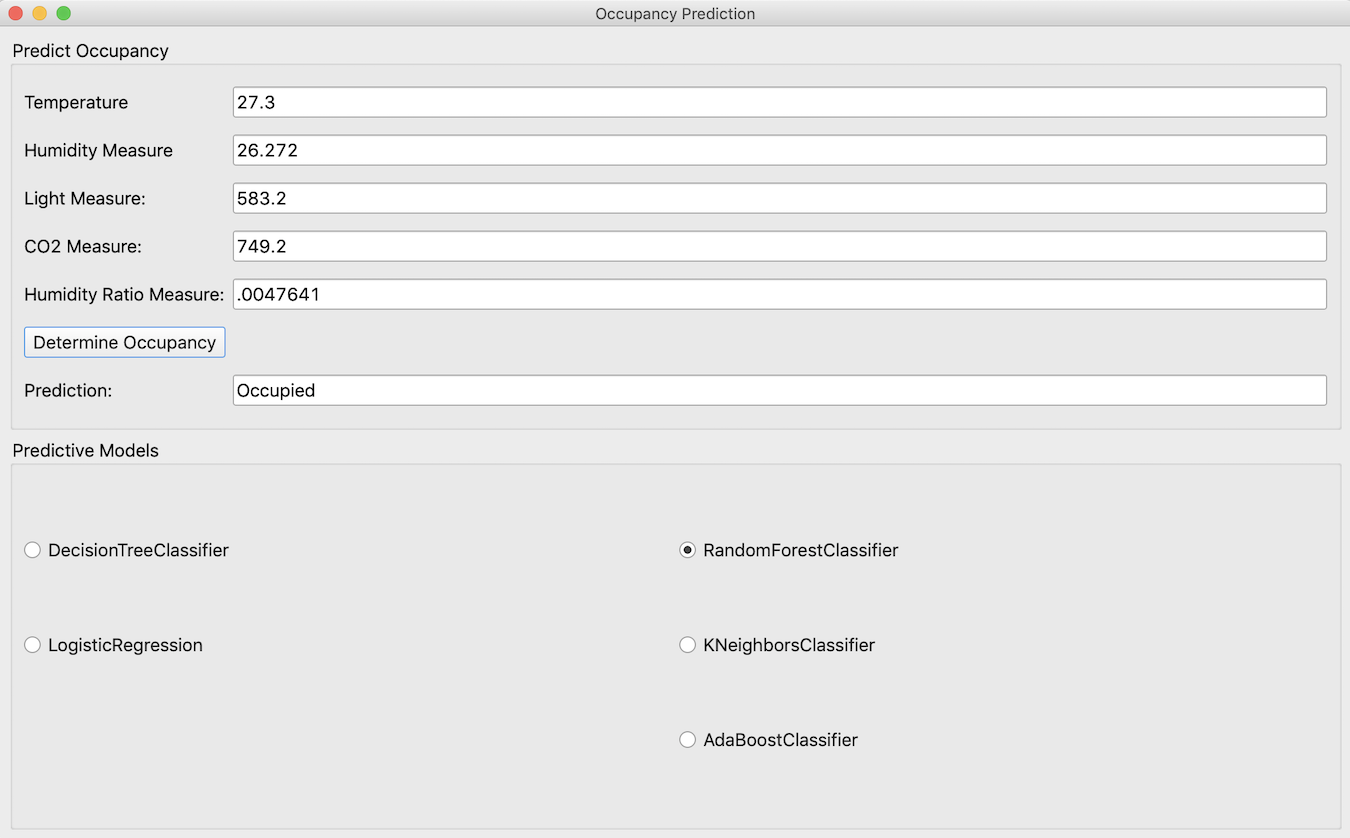 Occupancy Prediction
Predict Occupancy
Temperature 27.3
Humidity Measure 26.272
Light Measure: 583.2
CO2 Measure: 749.2
Humidity Ratio Measure: .0047641
Determine Occupancy
Prediction: Occupied
Predictive Models
DecisionTreeClassifier RandomForestClassifier
LogisticRegression KNeighborsClassifier
AdaBoostClassifier